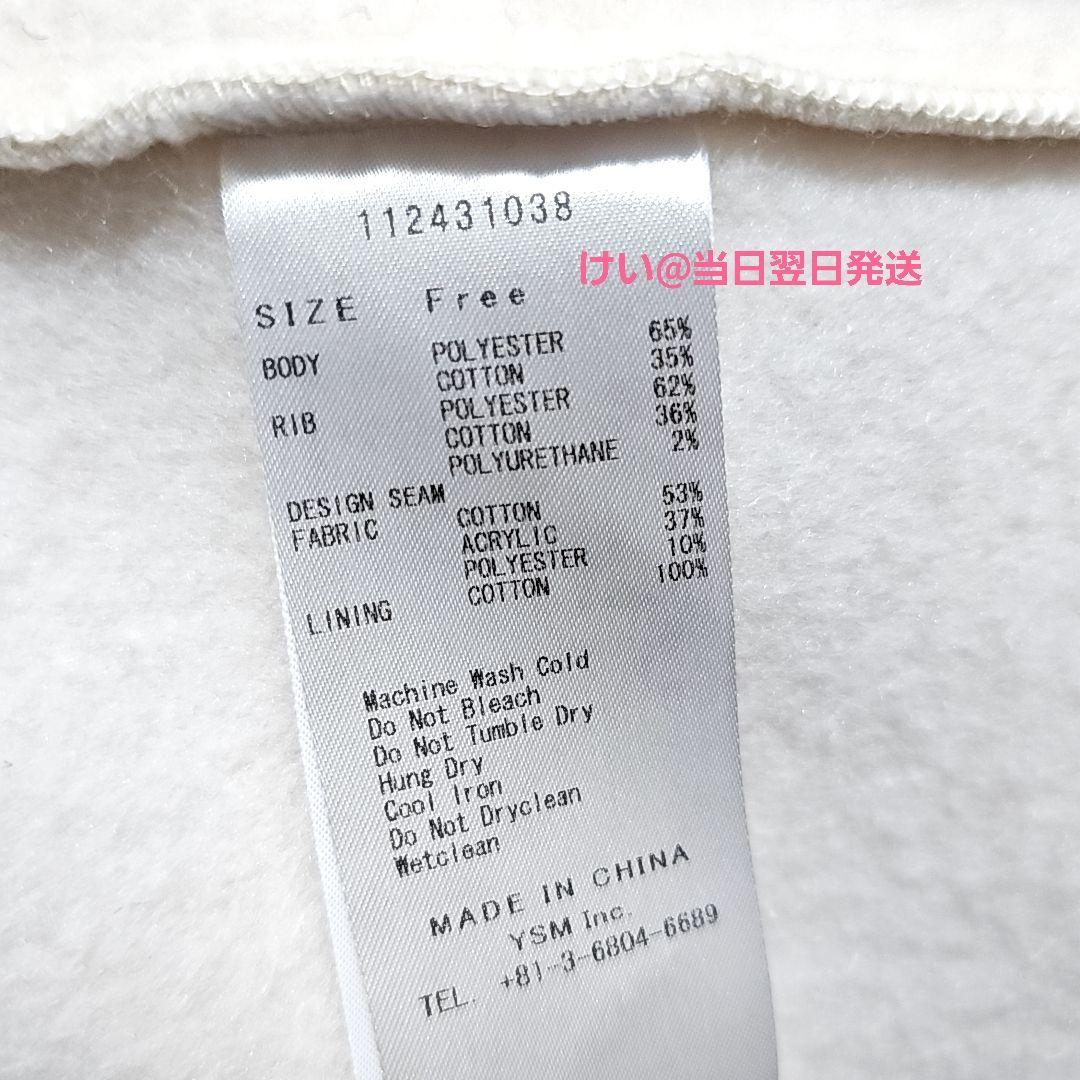 112431038
けい@当日翌日発送
SIZE Free
BODY POLYESTER 65%
COTTON 35%
RIB POLYESTER 62%
COTTON 36%
POLYURETHANE 2%
DESIGN SEAM
FABRIC COTTON 53%
ACRYLIC 37%
POLYESTER 10%
LINING COTTON 100%
Machine Wash Cold
Do Not Bleach
Do Not Tumble Dry
Hung Dry
Cool Iron
Do Not Dryclean
Wetclean
MADE IN CHINA
YSM Inc.
TEL. +81-3-6804-6689